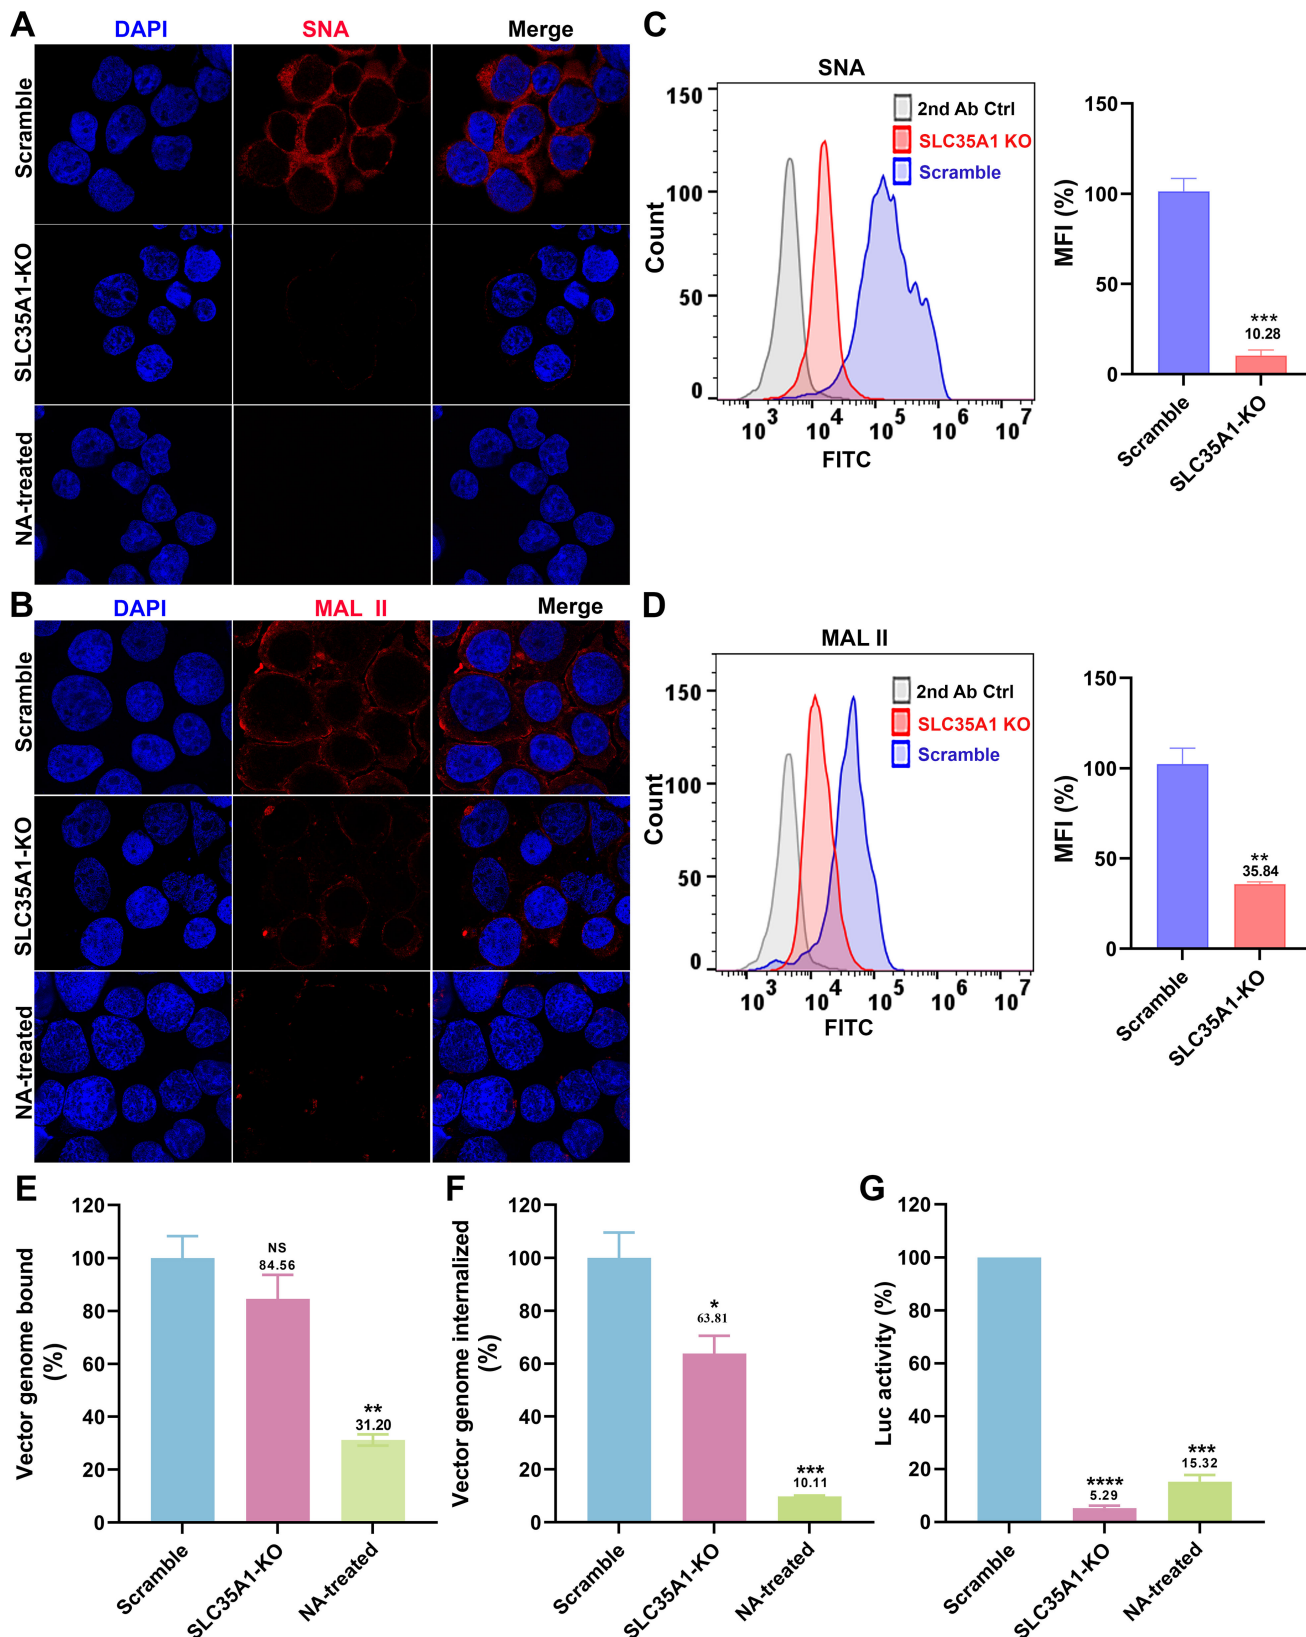 A
DAPI
SNA
Merge
Scramble
SLC35A1-KO
NA-treated
B
DAPI
MAL II
Merge
Scramble
SLC35A1-KO
NA-treated
C
SNA
150
100
50
0
Count
2nd Ab Ctrl
SLC35A1 KO
Scramble
10^3 10^4 10^5 10^6 10^7
FITC
150
100
50
0
MFI (%)
***
10.28
Scramble
SLC35A1-KO
D
MAL II
150
100
50
0
Count
2nd Ab Ctrl
SLC35A1 KO
Scramble
10^3 10^4 10^5 10^6 10^7
FITC
150
100
50
0
MFI (%)
**
35.84
Scramble
SLC35A1-KO
E
120
100
80
60
40
20
0
Vector genome bound
(%)
NS
84.56
**
31.20
Scramble
SLC35A1-KO
NA-treated
F
120
100
80
60
40
20
0
Vector genome internalized
(%)
*
63.81
***
10.11
Scramble
SLC35A1-KO
NA-treated
G
120
100
80
60
40
20
0
Luc activity (%)
****
5.29
***
15.32
Scramble
SLC35A1-KO
NA-treated